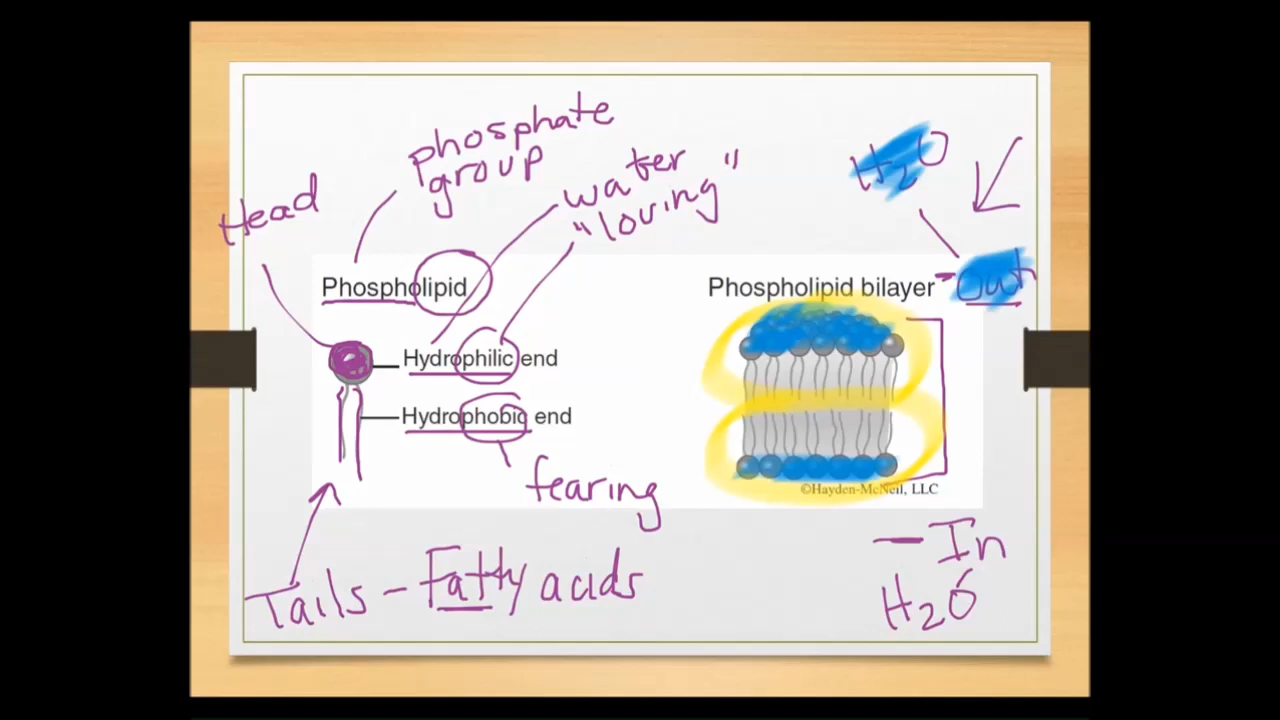 phosphate
group
Head
water
"loving"
H₂O
Phospholipid
Phospholipid bilayer
- out
Hydrophilic end
Hydrophobic end
fearing
©Hayden-McNeil, LLC
- In
H₂O
Tails - Fatty acids